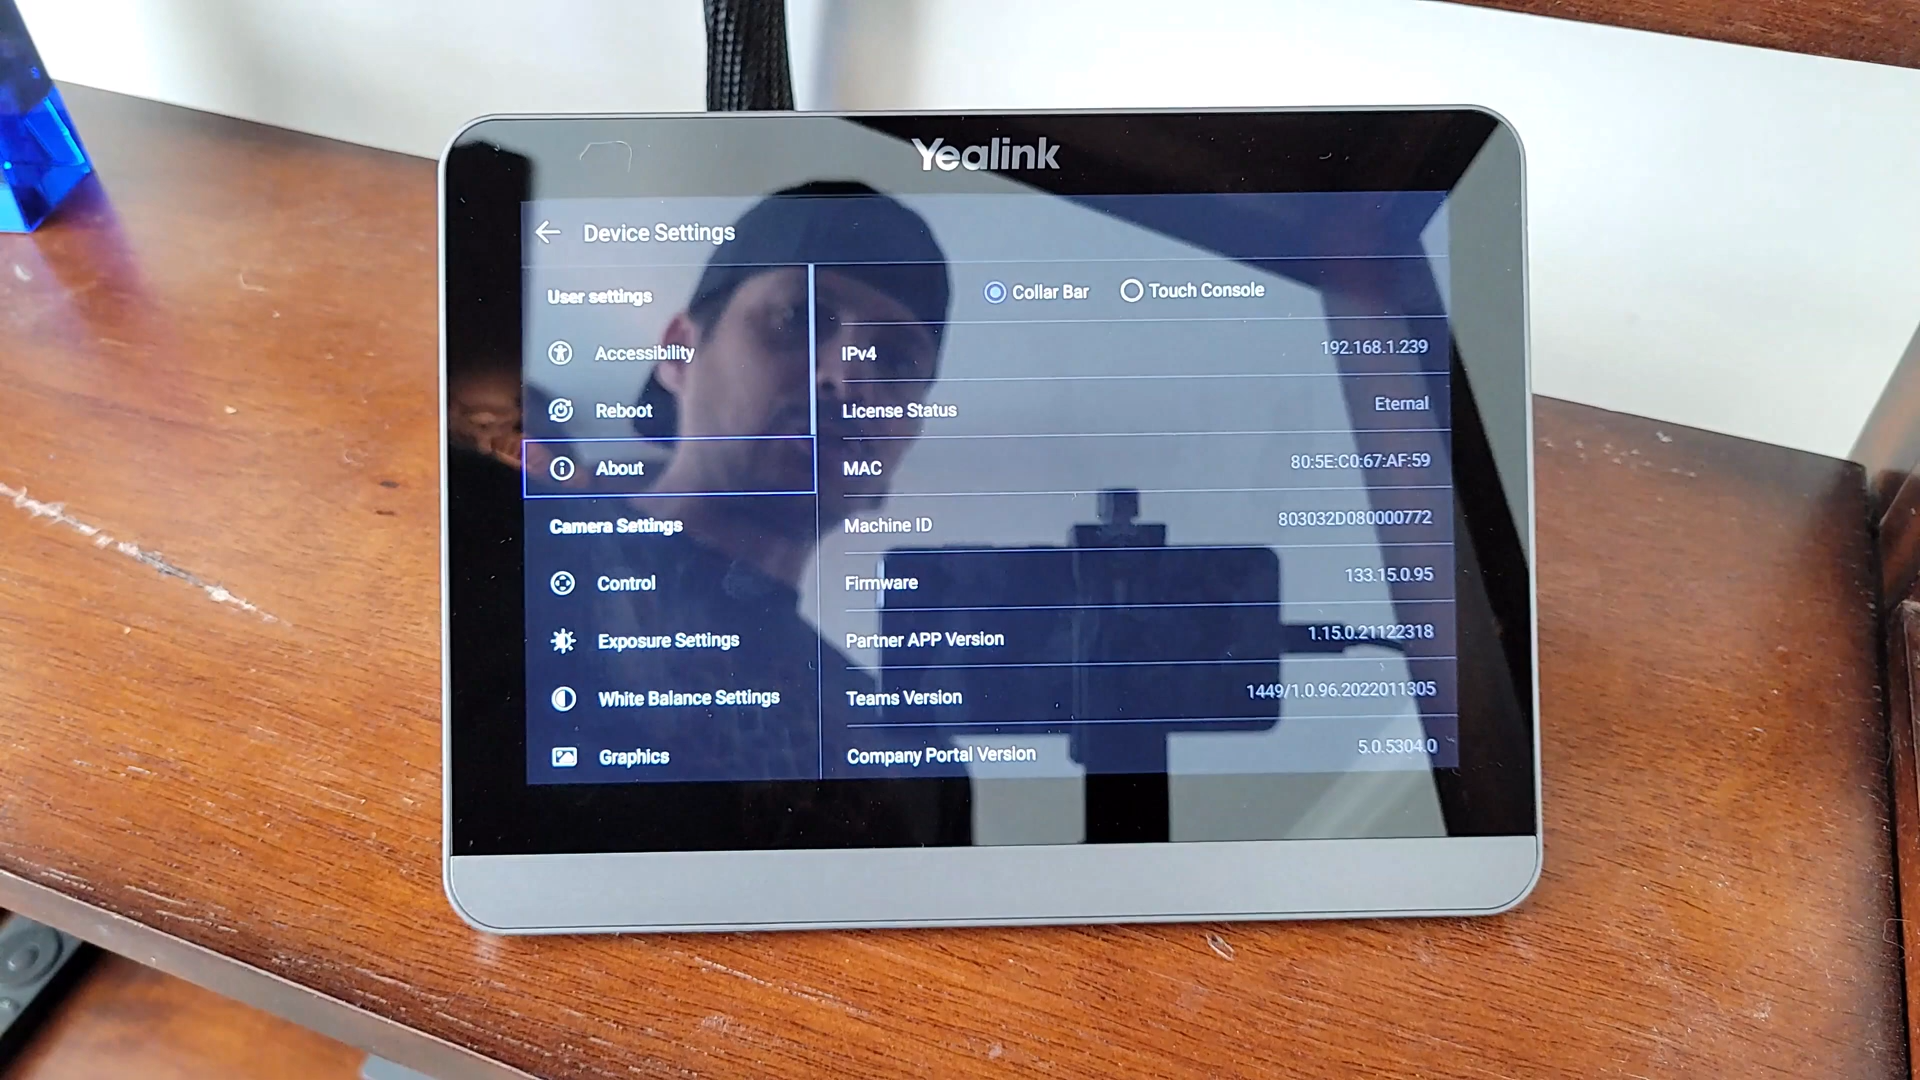 Yealink
Device Settings
User settings
Accessibility
Reboot
About
Camera Settings
Control
Exposure Settings
White Balance Settings
Graphics
Collar Bar Touch Console
IPv4 192.168.1.239
License Status Eternal
MAC 80:5E:C0:67:AF:59
Machine ID 803032D080000772
Firmware 133.15.0.95
Partner APP Version 1.15.0.21122318
Teams Version 1449/1.0.96.2022011305
Company Portal Version 5.0.5304.0